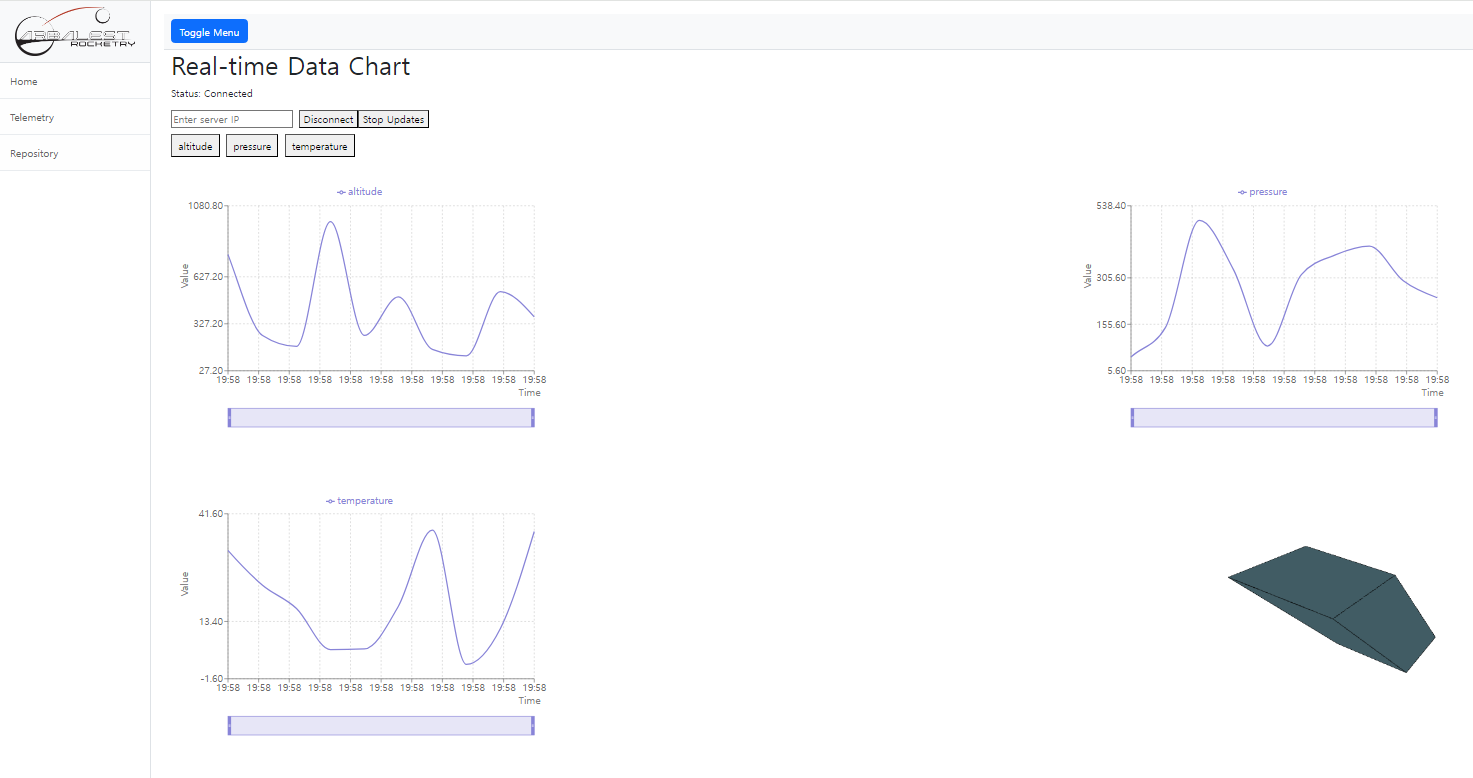 ARBALEST
ROCKETRY
Toggle Menu
Home
Telemetry
Repository
Real-time Data Chart
Status: Connected
Enter server IP
Disconnect
Stop Updates
altitude
pressure
temperature
altitude
1080.80
627.20
327.20
27.20
Value
19:58 19:58 19:58 19:58 19:58 19:58 19:58 19:58 19:58 19:58 19:58
Time
pressure
538.40
305.60
155.60
5.60
Value
19:58 19:58 19:58 19:58 19:58 19:58 19:58 19:58 19:58 19:58 19:58
Time
temperature
41.60
13.40
-1.60
Value
19:58 19:58 19:58 19:58 19:58 19:58 19:58 19:58 19:58 19:58 19:58
Time